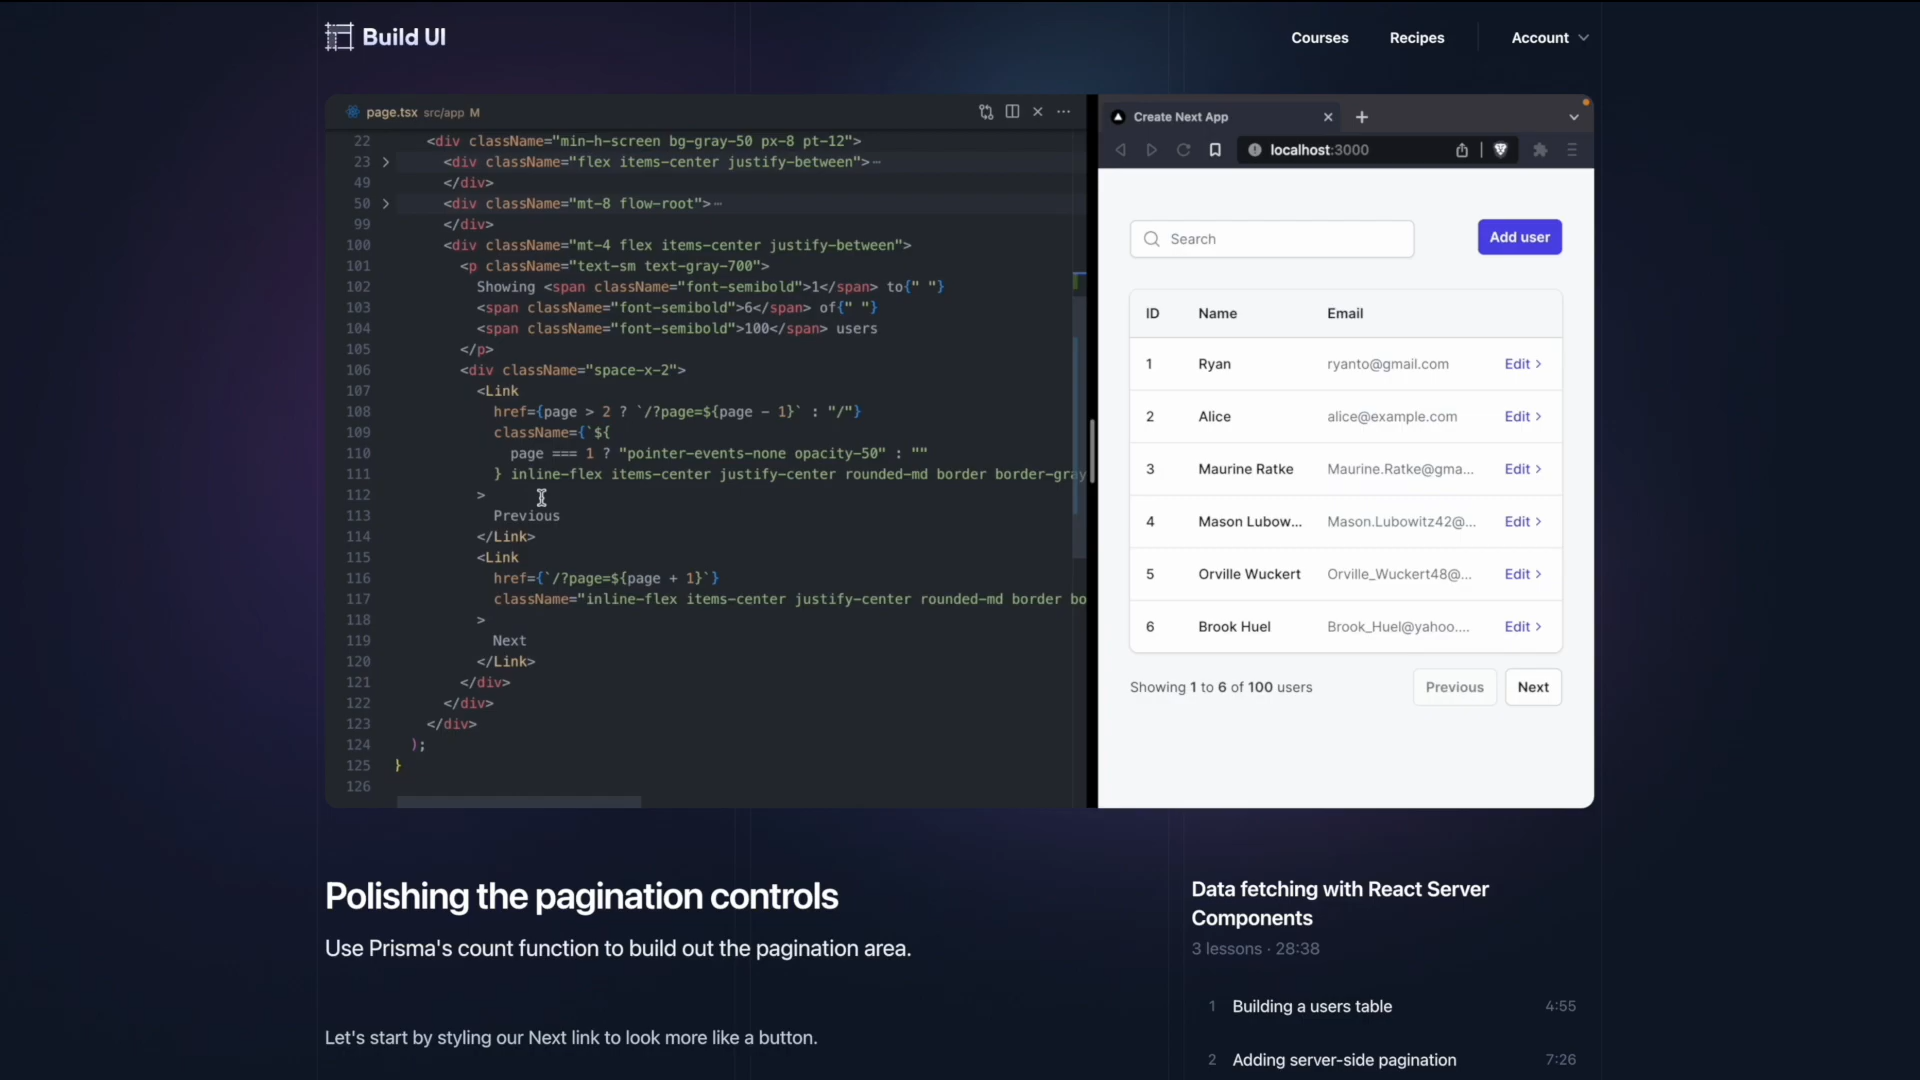 Build UI
Courses
Recipes
Account
page.tsx src/app M
22 <div className="min-h-screen bg-gray-50 px-8 pt-12">
23 <div className="flex items-center justify-between">⋯
49 </div>
50 <div className="mt-8 flow-root">⋯
99 </div>
100 <div className="mt-4 flex items-center justify-between">
101 <p className="text-sm text-gray-700">
102 Showing <span className="font-semibold">1</span> to{" "}
103 <span className="font-semibold">6</span> of{" "}
104 <span className="font-semibold">100</span> users
105 </p>
106 <div className="space-x-2">
107 <Link
108 href={page > 2 ? `/?page=${page - 1}` : "/"}
109 className={`${
110 page === 1 ? "pointer-events-none opacity-50" : ""
111 } inline-flex items-center justify-center rounded-md border border-gray
112 >
113 Previous
114 </Link>
115 <Link
116 href={`/?page=${page + 1}`}
117 className="inline-flex items-center justify-center rounded-md border bo
118 >
119 Next
120 </Link>
121 </div>
122 </div>
123 </div>
124 );
125 }
126
Create Next App
localhost:3000
Search
Add user
ID Name Email
1 Ryan ryanto@gmail.com Edit
2 Alice alice@example.com Edit
3 Maurine Ratke Maurine.Ratke@gma... Edit
4 Mason Lubow... Mason.Lubowitz42@... Edit
5 Orville Wuckert Orville_Wuckert48@... Edit
6 Brook Huel Brook_Huel@yahoo.... Edit
Showing 1 to 6 of 100 users
Previous
Next
Polishing the pagination controls
Use Prisma's count function to build out the pagination area.
Let's start by styling our Next link to look more like a button.
Data fetching with React Server
Components
3 lessons · 28:38
1 Building a users table 4:55
2 Adding server-side pagination 7:26